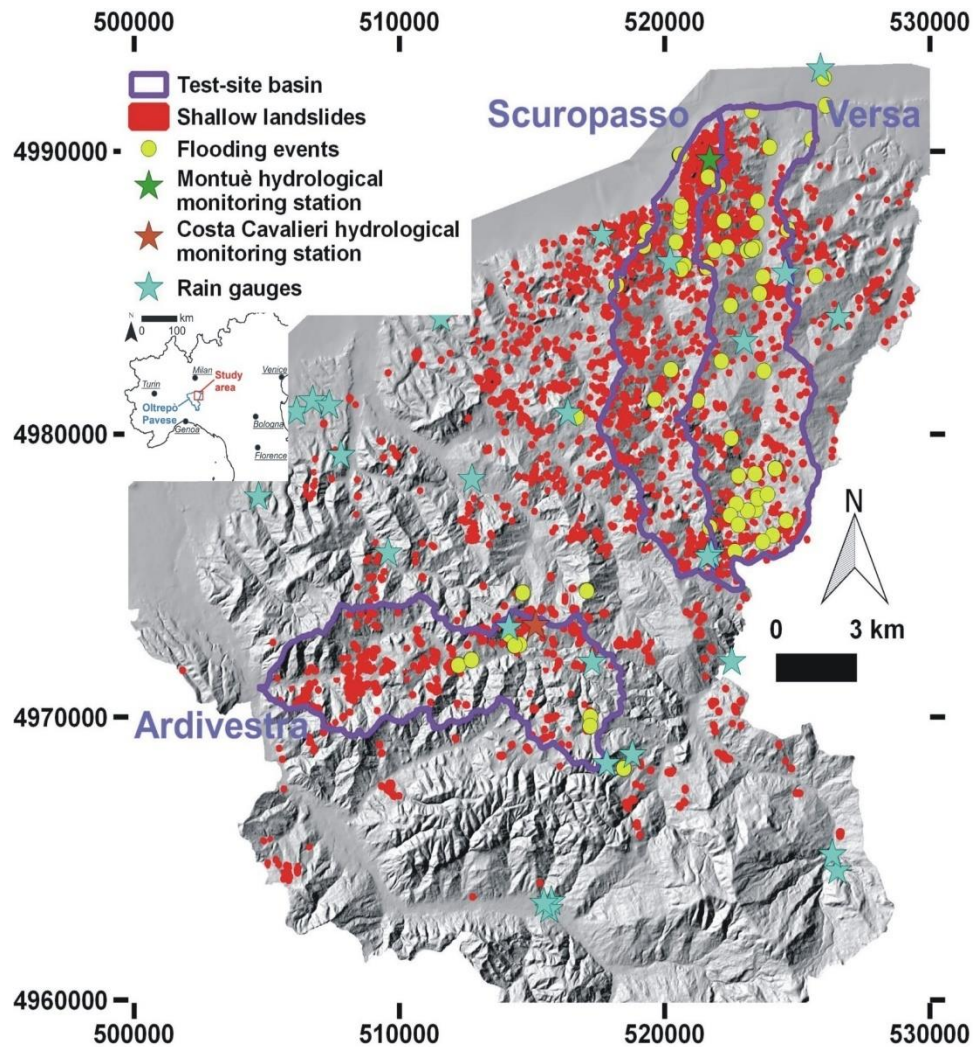 500000 510000 520000 530000
Test-site basin
Shallow landslides
Flooding events
Montuè hydrological
monitoring station
Costa Cavalieri hydrological
monitoring station
Rain gauges
Scuropasso Versa
4990000
0 100 km
Milan
Venice
Turin
Study
area
Oltrepò
Pavese
Genoa
Bologna
Florence
4980000
N
0 3 km
4970000
Ardivestra
4960000
500000 510000 520000 530000